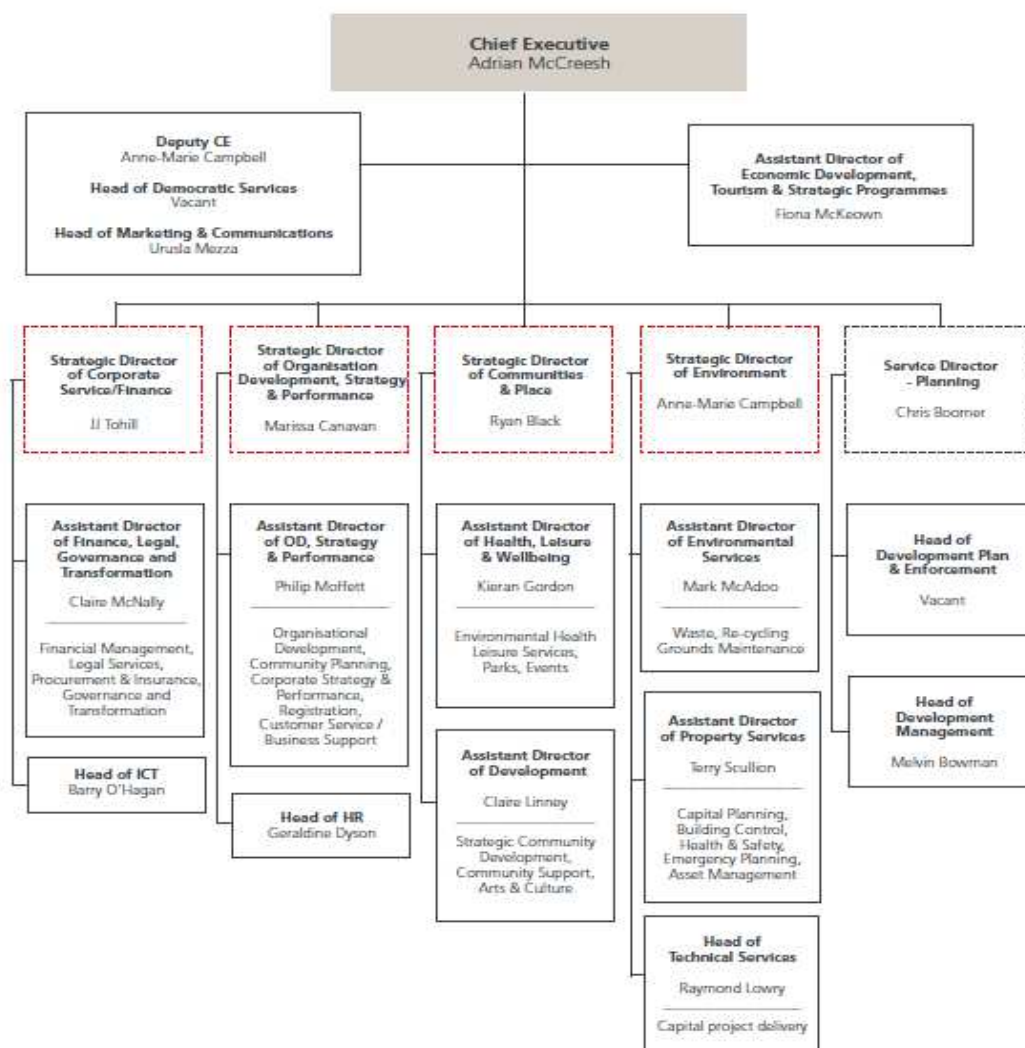 Chief Executive
Adrian McCreesh
Deputy CE
Anne-Marie Campbell
Head of Democratic Services
Vacant
Head of Marketing & Communications
Urusla Mezza
Assistant Director of
Economic Development,
Tourism & Strategic Programmes
Fiona McKeown
Strategic Director
of Corporate
Service/Finance
JJ Tohill
Strategic Director
of Organisation
Development, Strategy
& Performance
Marissa Canavan
Strategic Director
of Communities
& Place
Ryan Black
Strategic Director
of Environment
Anne-Marie Campbell
Service Director
- Planning
Chris Boomer
Assistant Director
of Finance, Legal,
Governance and
Transformation
Claire McNally
Financial Management,
Legal Services,
Procurement & Insurance,
Governance and
Transformation
Head of ICT
Barry O'Hagan
Assistant Director
of OD, Strategy
& Performance
Philip Moffett
Organisational
Development,
Community Planning,
Corporate Strategy &
Performance,
Registration,
Customer Service /
Business Support
Head of HR
Geraldine Dyson
Assistant Director
of Health, Leisure
& Wellbeing
Kieran Gordon
Environmental Health
Leisure Services,
Parks, Events
Assistant Director
of Development
Claire Linney
Strategic Community
Development,
Community Support,
Arts & Culture
Assistant Director
of Environmental
Services
Mark McAdoo
Waste, Re-cycling
Grounds Maintenance
Assistant Director
of Property Services
Terry Scullion
Capital Planning,
Building Control,
Health & Safety,
Emergency Planning,
Asset Management
Head of
Technical Services
Raymond Lowry
Capital project delivery
Head of
Development Plan
& Enforcement
Vacant
Head of
Development
Management
Melvin Bowman